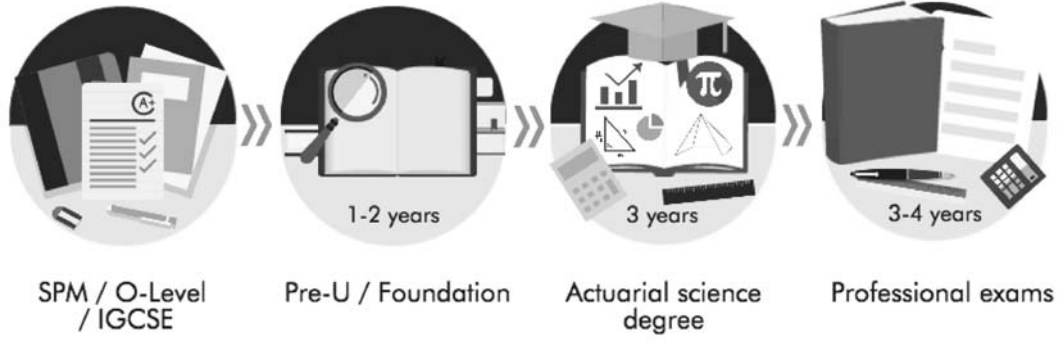 A+
1-2 years
π
3 years
3-4 years
SPM / O-Level
/ IGCSE
Pre-U / Foundation
Actuarial science
degree
Professional exams